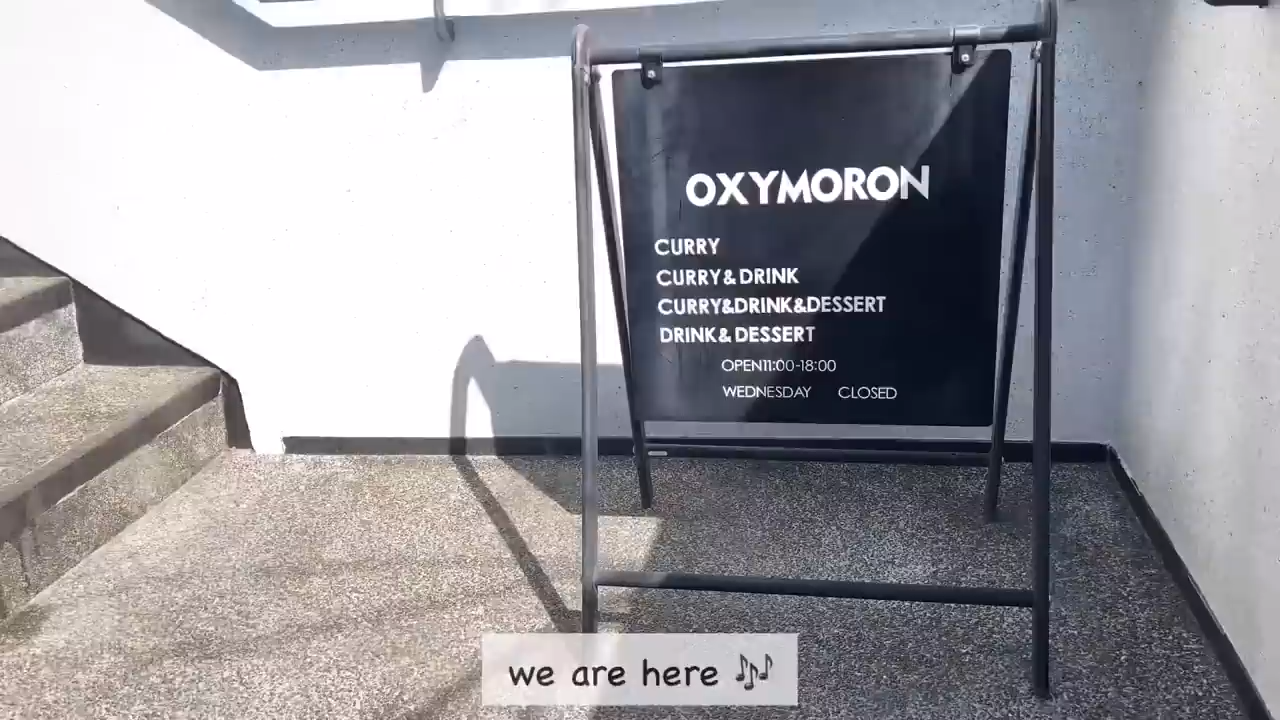 OXYMORON
CURRY
CURRY&DRINK
CURRY&DRINK&DESSERT
DRINK&DESSERT
OPEN11:00-18:00
WEDNESDAY CLOSED
we are here 🎶